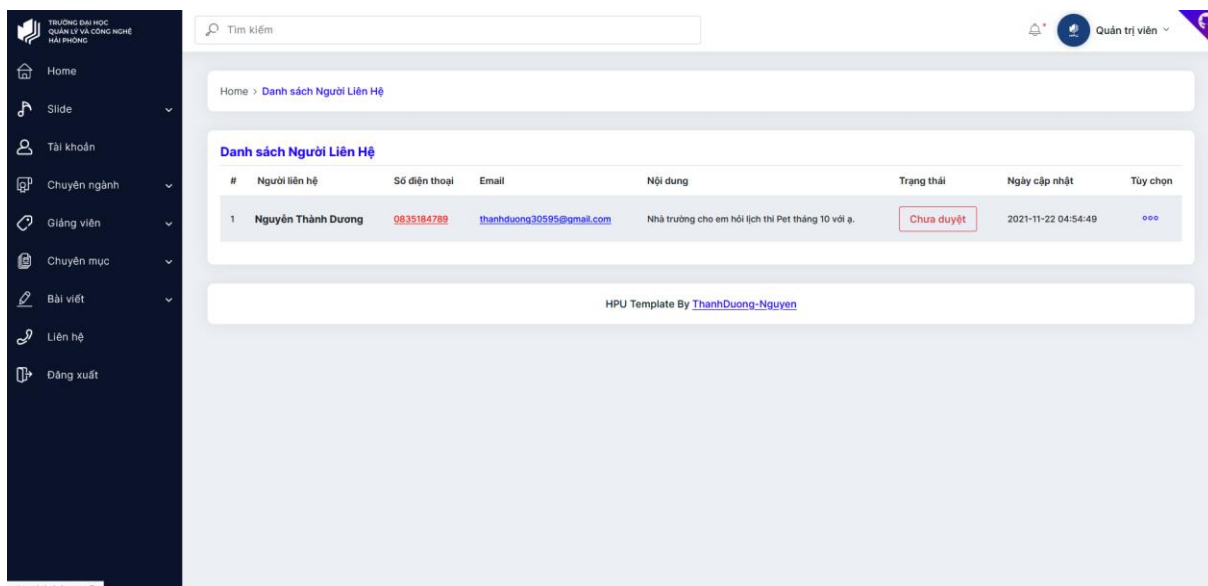 TRƯỜNG ĐẠI HỌC
QUẢN LÝ VÀ CÔNG NGHỆ
HẢI PHÒNG
Tìm kiếm
Quản trị viên
Home
Slide
Tài khoản
Chuyên ngành
Giảng viên
Chuyên mục
Bài viết
Liên hệ
Đăng xuất
Home > Danh sách Người Liên Hệ
Danh sách Người Liên Hệ
# Người liên hệ Số điện thoại Email Nội dung Trạng thái Ngày cập nhật Tùy chọn
1 Nguyễn Thành Dương 0835184789 thanhduong30595@gmail.com Nhà trường cho em hỏi lịch thi Pet tháng 10 với ạ. Chưa duyệt 2021-11-22 04:54:49
HPU Template By ThanhDuong-Nguyen